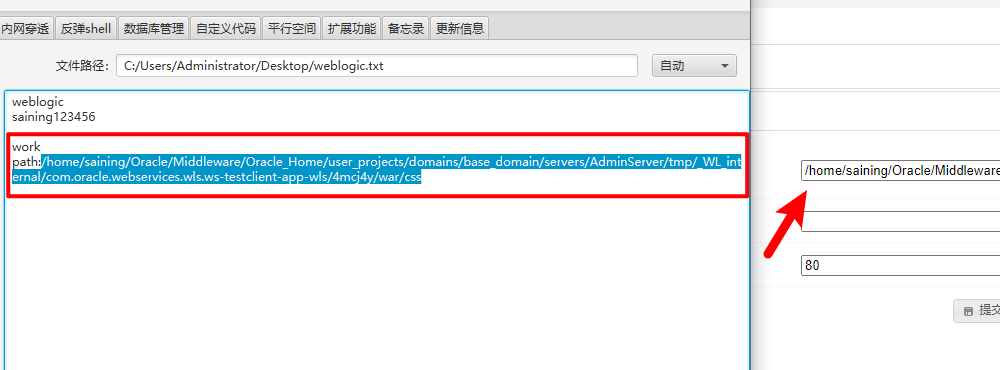 内网穿透 反弹shell 数据库管理 自定义代码 平行空间 扩展功能 备忘录 更新信息
文件路径: C:/Users/Administrator/Desktop/weblogic.txt 自动
weblogic
saining123456
work
path:/home/saining/Oracle/Middleware/Oracle_Home/user_projects/domains/base_domain/servers/AdminServer/tmp/_WL_int
ernal/com.oracle.webservices.wls.ws-testclient-app-wls/4mcj4y/war/css
/home/saining/Oracle/Middleware
80
提交